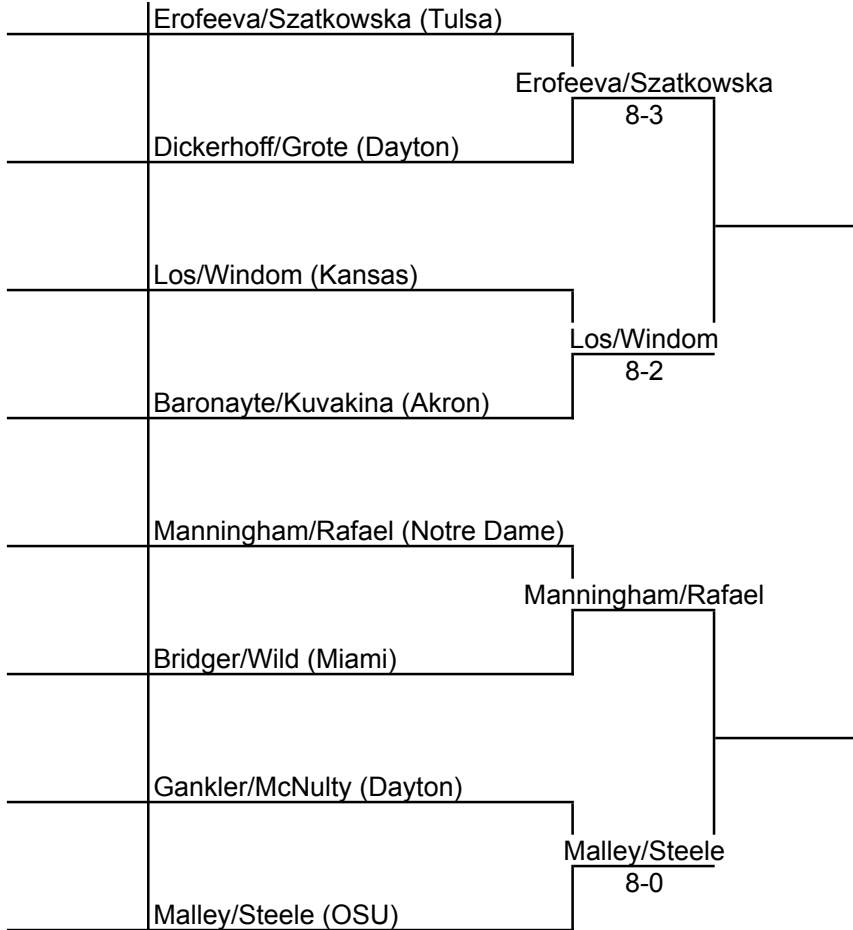 Erofeeva/Szatkowska (Tulsa)
Erofeeva/Szatkowska
8-3
Dickerhoff/Grote (Dayton)
Los/Windom (Kansas)
Los/Windom
8-2
Baronayte/Kuvakina (Akron)
Manningham/Rafael (Notre Dame)
Manningham/Rafael
Bridger/Wild (Miami)
Gankler/McNulty (Dayton)
Malley/Steele
8-0
Malley/Steele (OSU)